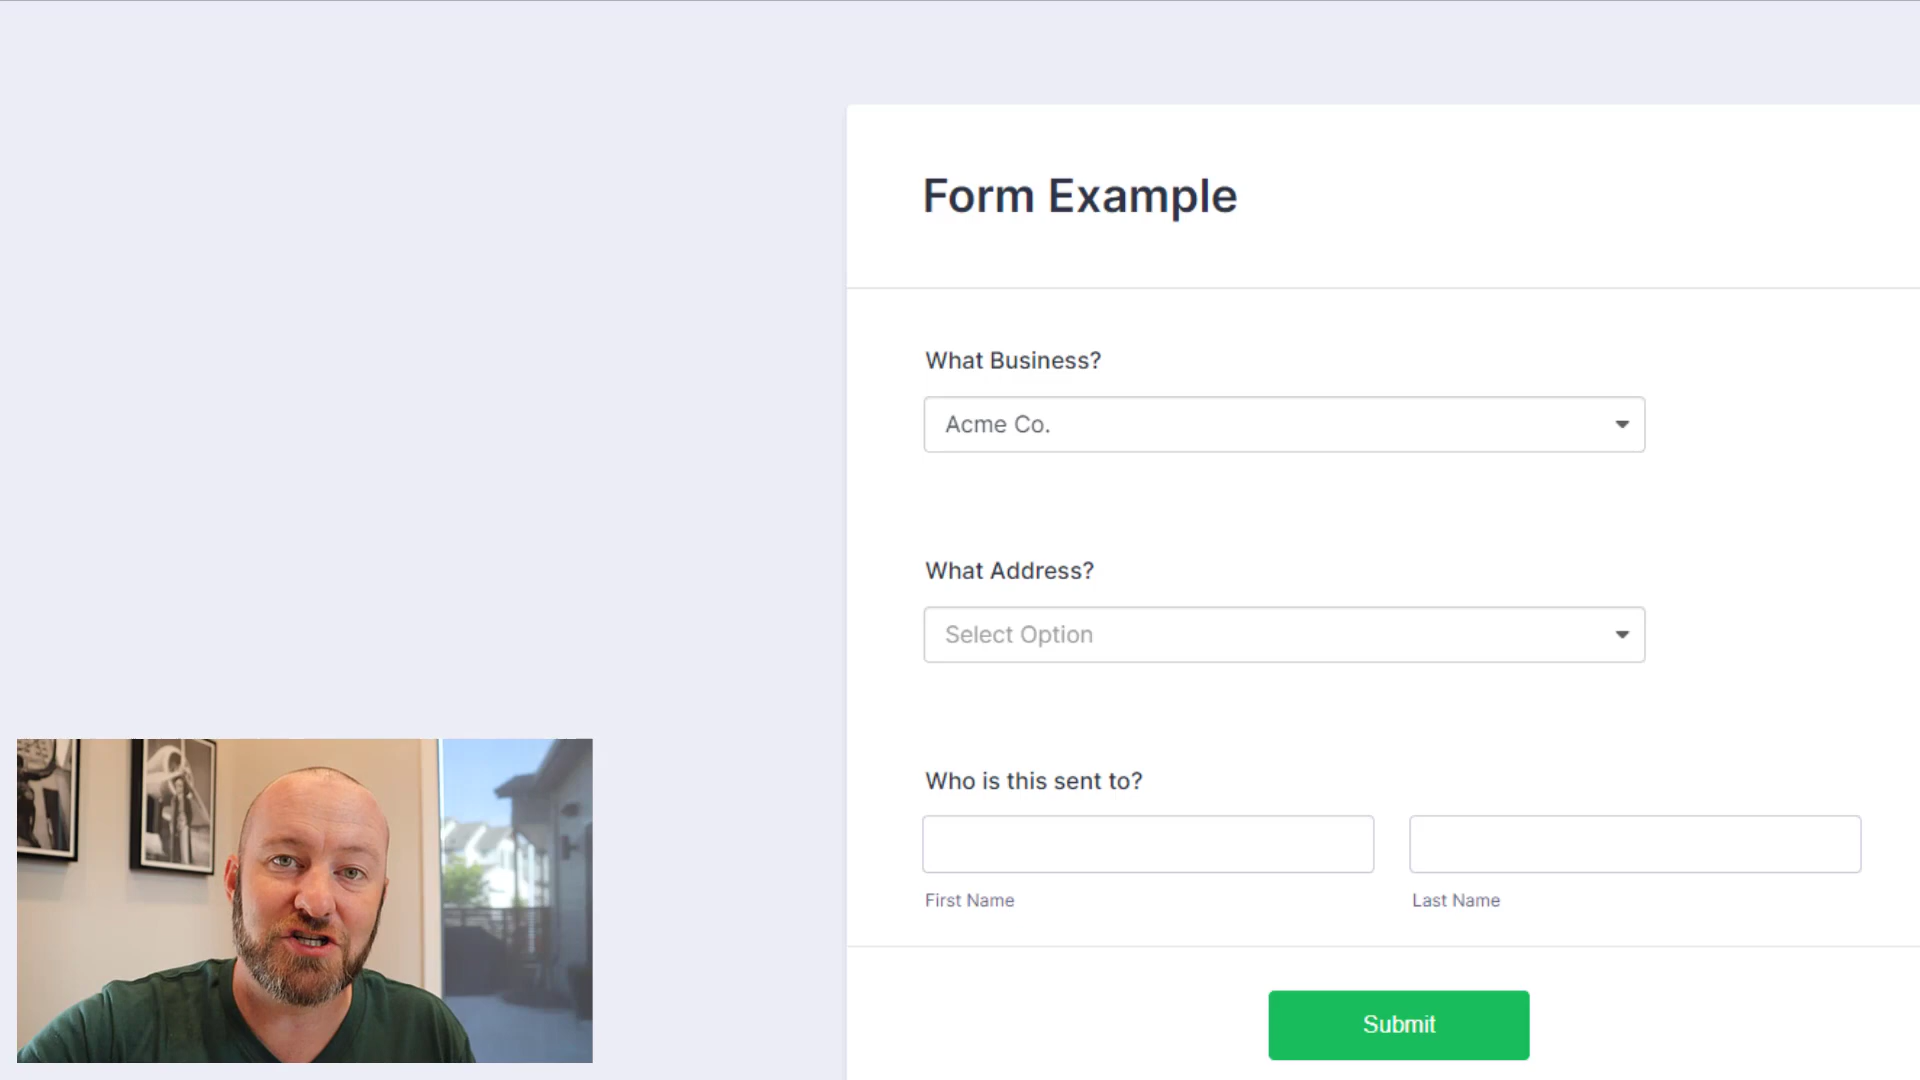 Form Example
What Business?
Acme Co.
What Address?
Select Option
Who is this sent to?
First Name
Last Name
Submit